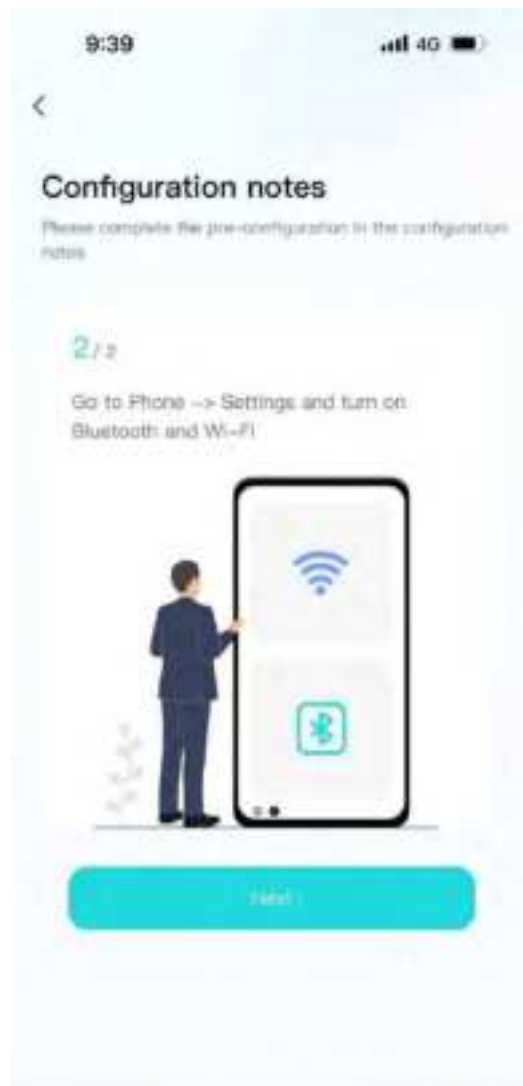 9:39
4G
Configuration notes
Please complete the pre-configuration in the configuration
notes
2/2
Go to Phone --> Settings and turn on
Bluetooth and Wi-Fi
Next